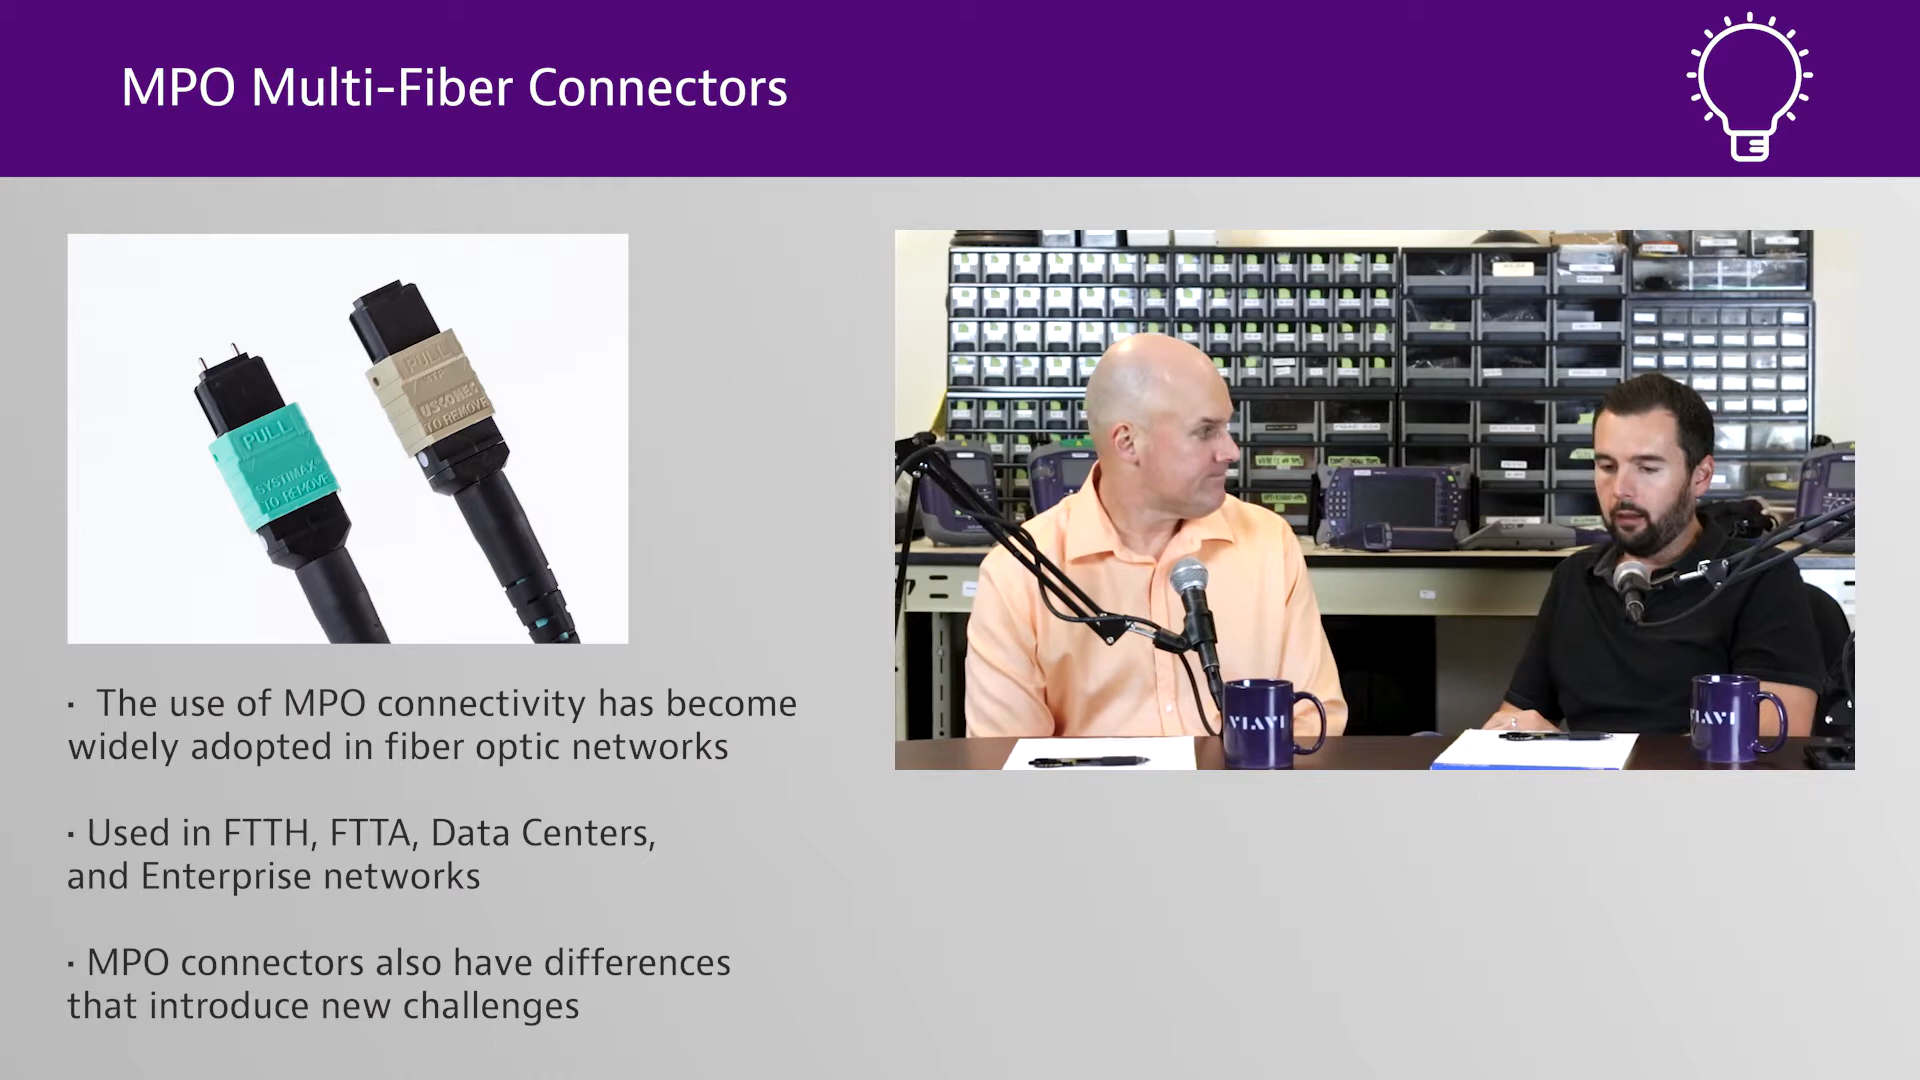 MPO Multi-Fiber Connectors
PULL
SYSTIMAX
TO REMOVE
PULL
MTP
US CONEC
TO REMOVE
· The use of MPO connectivity has become
widely adopted in fiber optic networks
· Used in FTTH, FTTA, Data Centers,
and Enterprise networks
· MPO connectors also have differences
that introduce new challenges
VIAVI
VIAVI